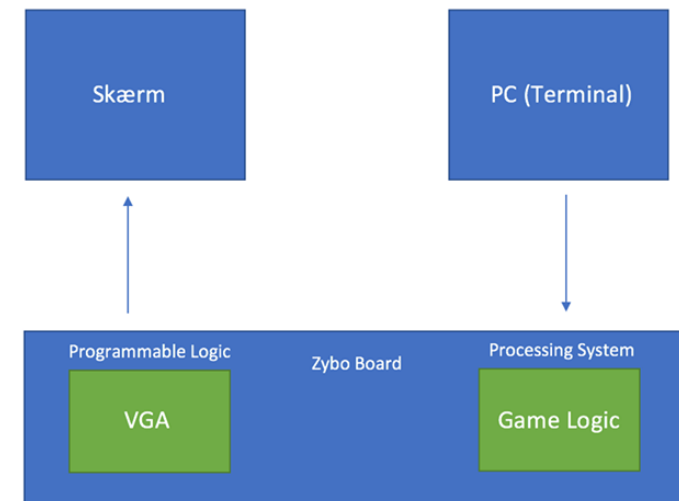 Skærm
PC (Terminal)
Programmable Logic
Zybo Board
Processing System
VGA
Game Logic